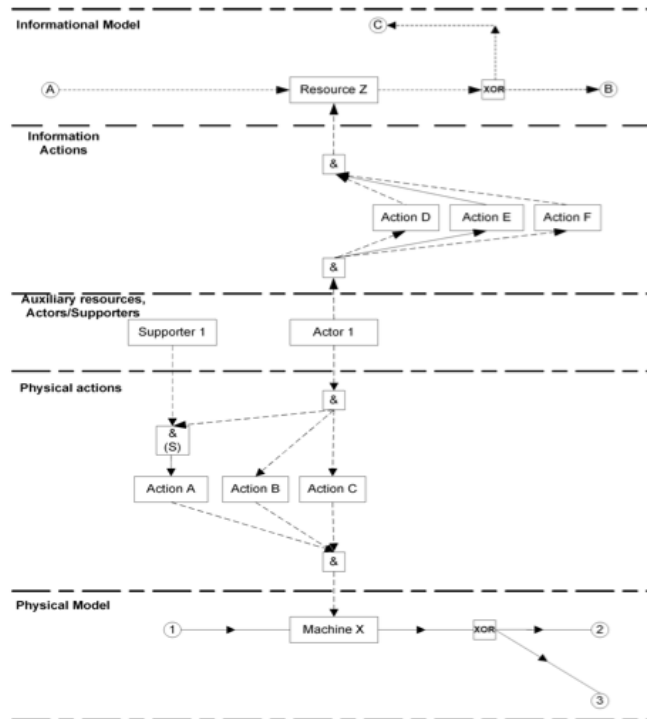 Informational Model
C
A
Resource Z
XOR
B
Information
Actions
&
Action D
Action E
Action F
&
Auxiliary resources,
Actors/Supporters
Supporter 1
Actor 1
Physical actions
&
&
(S)
Action A
Action B
Action C
&
Physical Model
1
Machine X
XOR
2
3